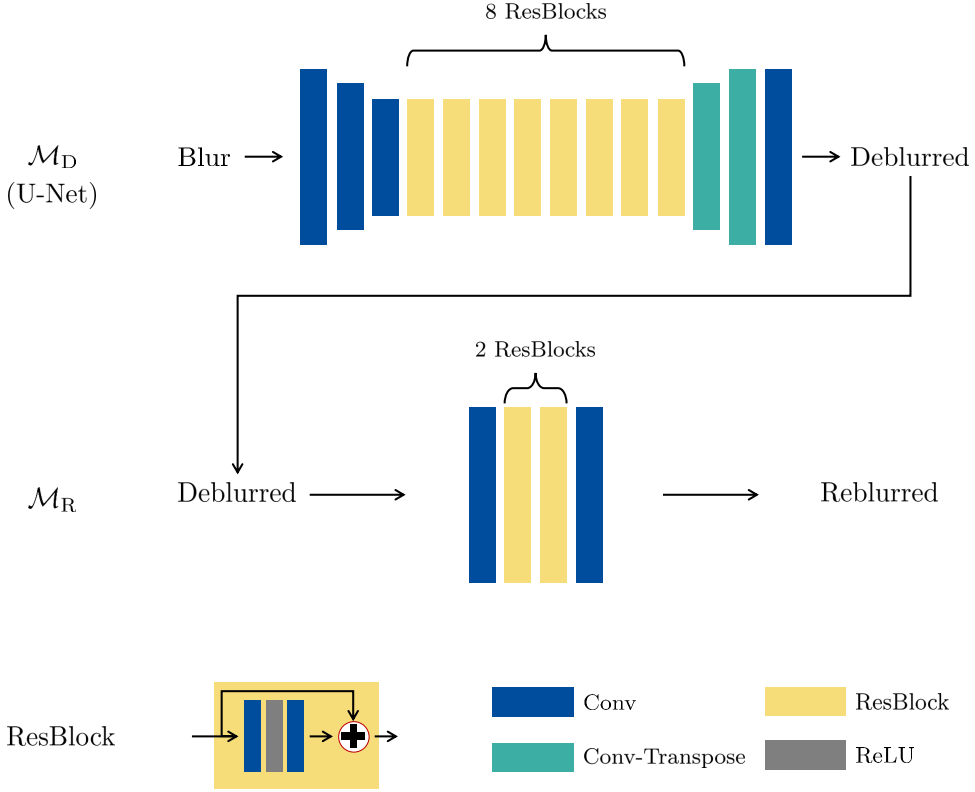 8 ResBlocks
ℳ_D
(U-Net)
Blur
Deblurred
2 ResBlocks
ℳ_R
Deblurred
Reblurred
ResBlock
Conv
ResBlock
Conv-Transpose
ReLU